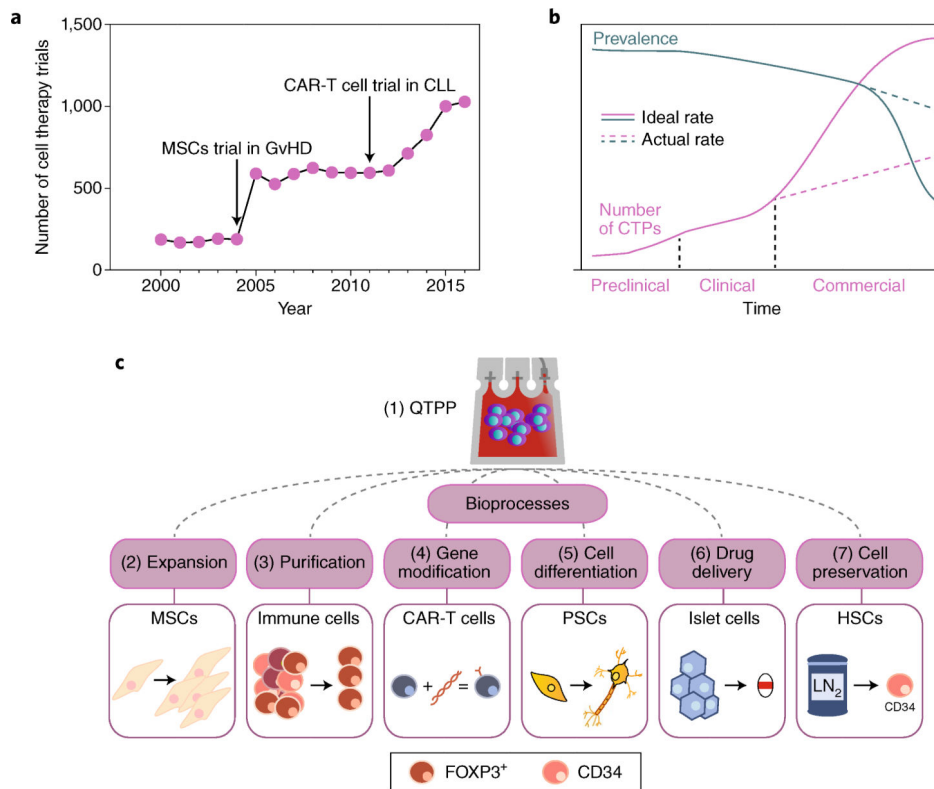 a
1,500
1,000
500
0
Number of cell therapy trials
CAR-T cell trial in CLL
MSCs trial in GvHD
2000
2005
2010
2015
Year
b
Prevalence
Ideal rate
Actual rate
Number
of CTPs
Preclinical
Clinical
Commercial
Time
c
(1) QTPP
Bioprocesses
(2) Expansion
(3) Purification
(4) Gene
modification
(5) Cell
differentiation
(6) Drug
delivery
(7) Cell
preservation
MSCs
Immune cells
CAR-T cells
+
=
PSCs
Islet cells
HSCs
LN2
CD34
FOXP3+
CD34